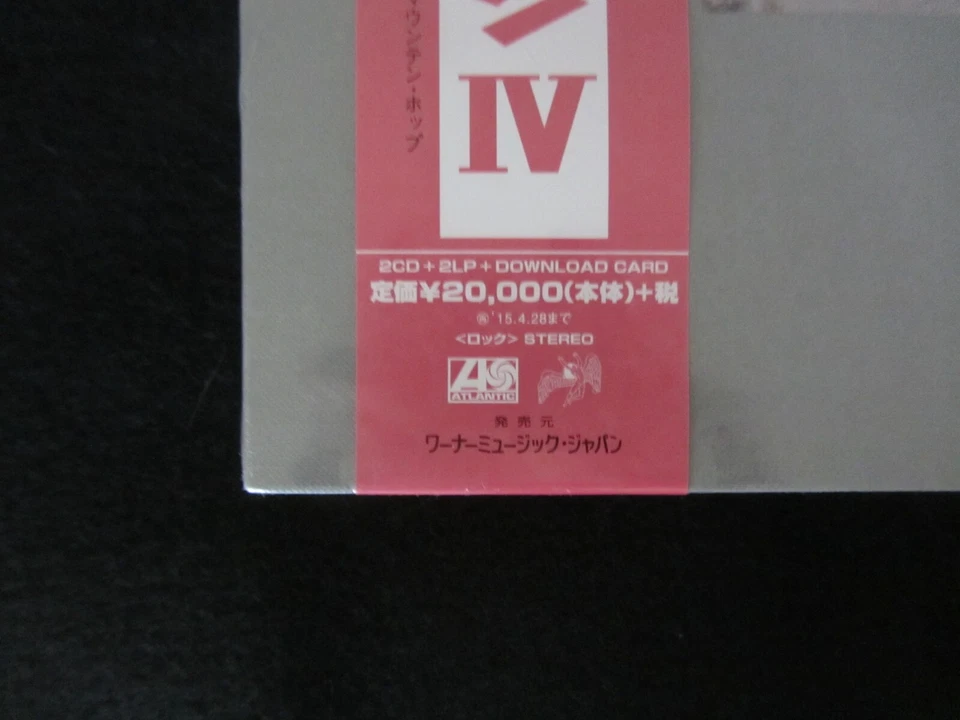 マウンテン・ホップ
ン
IV
2CD+2LP+DOWNLOAD CARD
定価¥20,000(本体)+税
'15.4.28まで
<ロック> STEREO
ATLANTIC
発売元
ワーナーミュージック・ジャパン